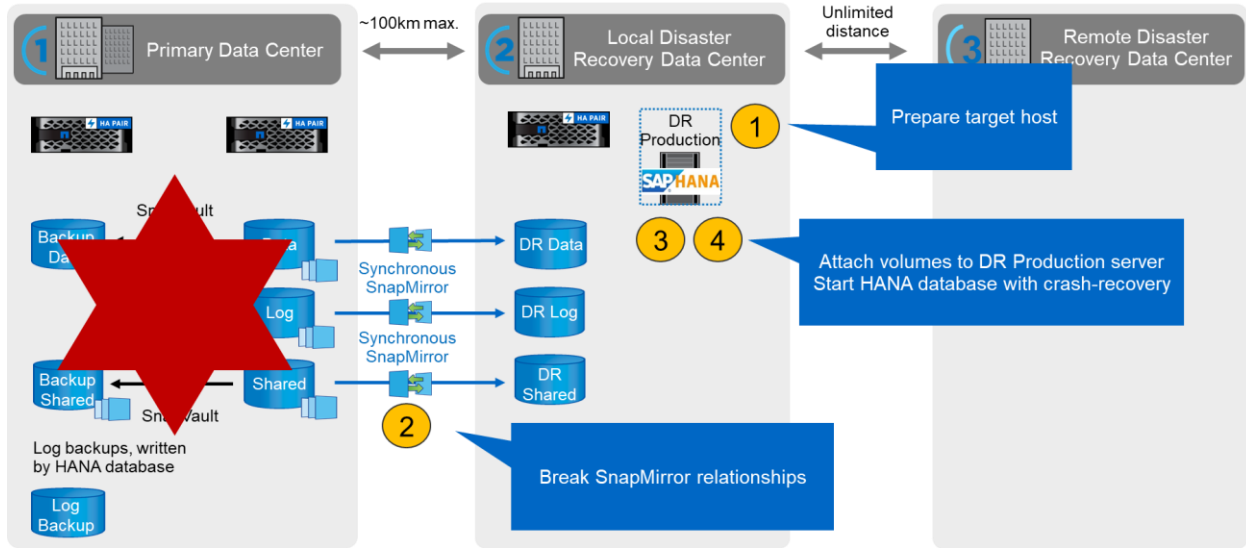 1
Primary Data Center
~100km max.
2
Local Disaster
Recovery Data Center
Unlimited
distance
3
Remote Disaster
Recovery Data Center
HA PAIR
HA PAIR
HA PAIR
DR
Production
SAP HANA
1
Prepare target host
Backup
DR Data
Synchronous
SnapMirror
3
4
Attach volumes to DR Production server
Start HANA database with crash-recovery
Log
DR Log
Synchronous
SnapMirror
Backup
Shared
Shared
DR
Shared
2
Break SnapMirror relationships
Log backups, written
by HANA database
Log
Backup